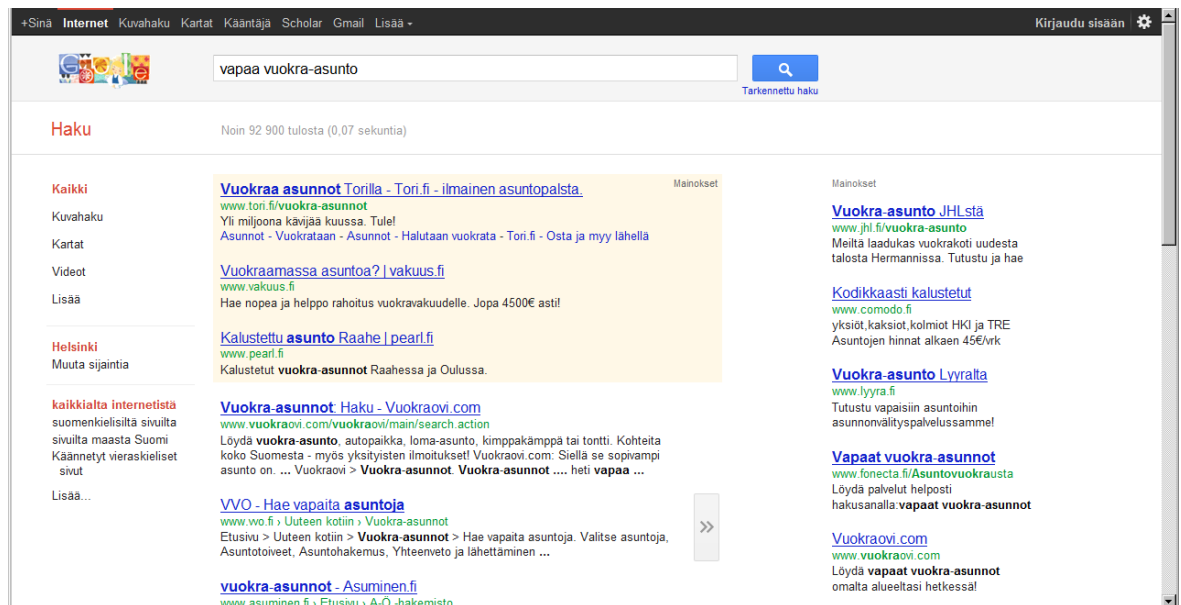 +Sinä Internet Kuvahaku Kartat Kääntäjä Scholar Gmail Lisää Kirjaudu sisään
Google
vapaa vuokra-asunto
Tarkennettu haku
Haku
Noin 92 900 tulosta (0,07 sekuntia)
Kaikki
Kuvahaku
Kartat
Videot
Lisää
Helsinki
Muuta sijaintia
kaikkialta internetistä
suomenkielisiltä sivuilta
sivuilta maasta Suomi
Käännetyt vieraskieliset
sivut
Lisää...
Mainokset
Vuokraa asunnot Torilla - Tori.fi - ilmainen asuntopalsta.
www.tori.fi/vuokra-asunnot
Yli miljoona kävijää kuussa. Tule!
Asunnot - Vuokrataan - Asunnot - Halutaan vuokrata - Tori.fi - Osta ja myy lähellä
Vuokraamassa asuntoa? | vakuus.fi
www.vakuus.fi
Hae nopea ja helppo rahoitus vuokravakuudelle. Jopa 4500€ asti!
Kalustettu asunto Raahe | pearl.fi
www.pearl.fi
Kalustetut vuokra-asunnot Raahessa ja Oulussa.
Vuokra-asunnot: Haku - Vuokraovi.com
www.vuokraovi.com/vuokraovi/main/search.action
Löydä vuokra-asunto, autopaikka, loma-asunto, kimppakämppä tai tontti. Kohteita
koko Suomesta - myös yksityisten ilmoitukset! Vuokraovi.com: Siellä se sopivampi
asunto on. ... Vuokraovi > Vuokra-asunnot. Vuokra-asunnot .... heti vapaa ...
VVO - Hae vapaita asuntoja
www.vvo.fi › Uuteen kotiin › Vuokra-asunnot
Etusivu > Uuteen kotiin > Vuokra-asunnot > Hae vapaita asuntoja. Valitse asuntoja,
Asuntotoiveet, Asuntohakemus, Yhteenveto ja lähettäminen ...
vuokra-asunnot - Asuminen.fi
www.asuminen.fi › Etusivu › A-Ö -hakemisto
Mainokset
Vuokra-asunto JHLstä
www.jhl.fi/vuokra-asunto
Meiltä laadukas vuokrakoti uudesta
talosta Hermannissa. Tutustu ja hae
Kodikkaasti kalustetut
www.comodo.fi
yksiöt,kaksiot,kolmiot HKI ja TRE
Asuntojen hinnat alkaen 45€/vrk
Vuokra-asunto Lyyralta
www.lyyra.fi
Tutustu vapaisiin asuntoihin
asunnonvälityspalvelussamme!
Vapaat vuokra-asunnot
www.fonecta.fi/Asuntovuokrausta
Löydä palvelut helposti
hakusanalla:vapaat vuokra-asunnot
Vuokraovi.com
www.vuokraovi.com
Löydä vapaat vuokra-asunnot
omalta alueeltasi hetkessä!